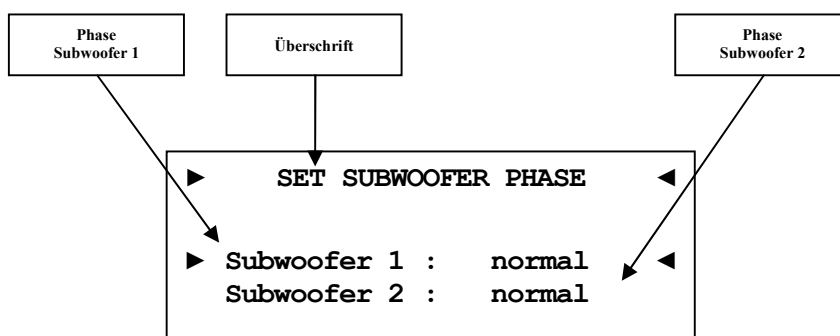 Phase
Subwoofer 1
Überschrift
Phase
Subwoofer 2
► SET SUBWOOFER PHASE ◄
► Subwoofer 1 : normal ◄
Subwoofer 2 : normal